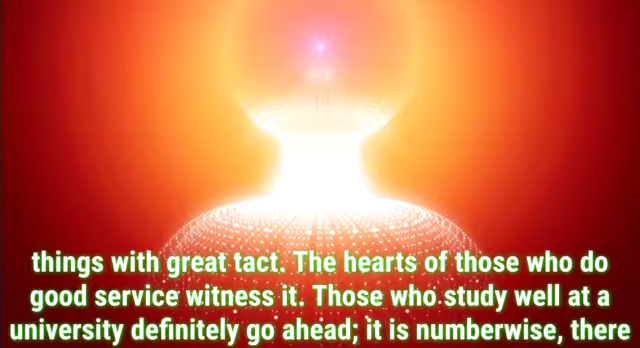 things with great tact. The hearts of those who do
good service witness it. Those who study well at a
university definitely go ahead; it is numberwise, there